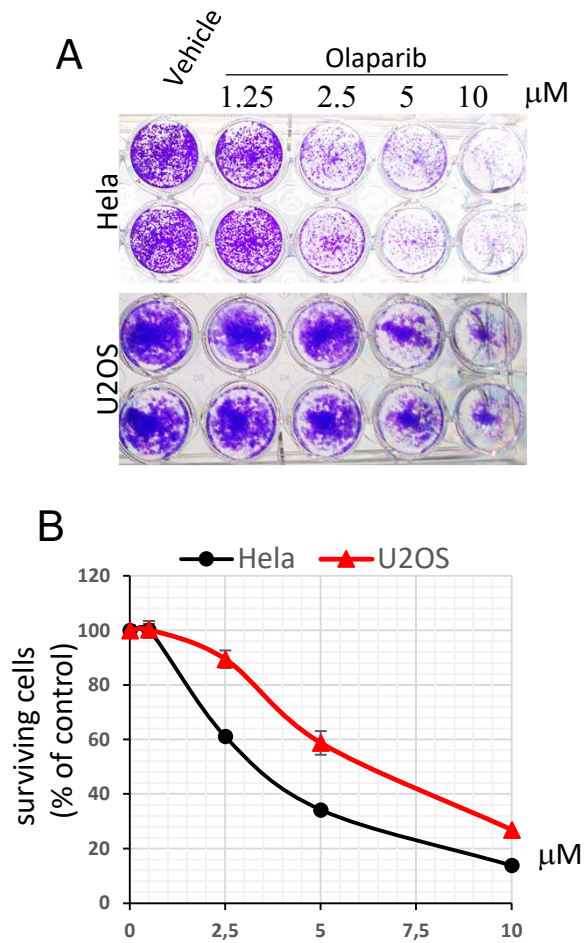 A
Vehicle
Olaparib
1.25 2.5 5 10 μM
Hela
U2OS
B
Hela U2OS
surviving cells
(% of control)
120
100
80
60
40
20
0
0 2,5 5 7,5 10
μM